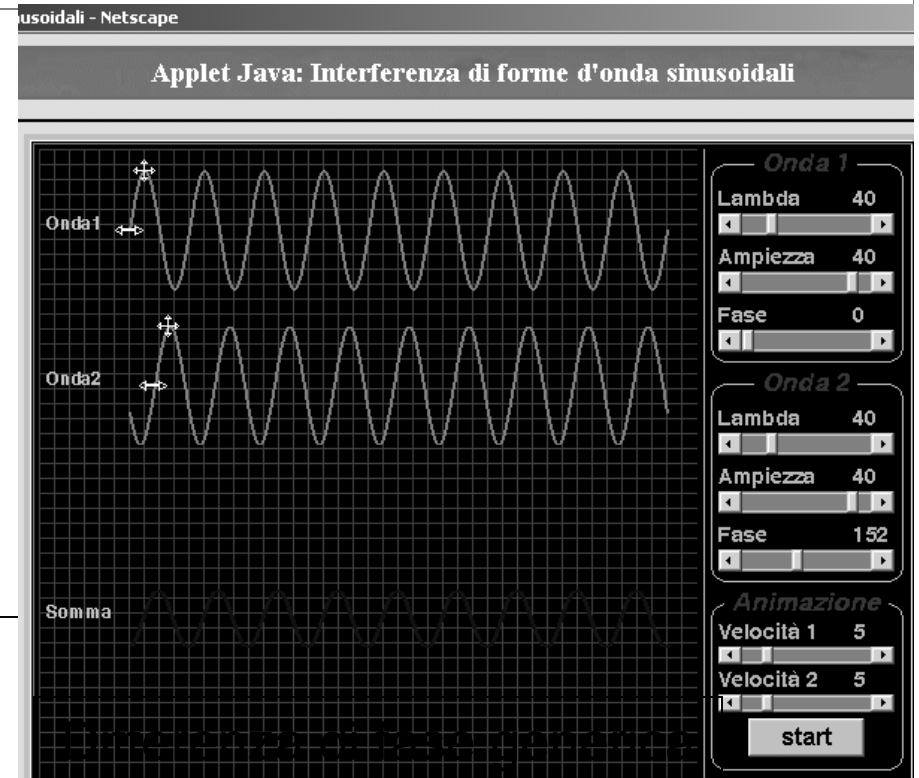 usoidali - Netscape
Applet Java: Interferenza di forme d'onda sinusoidali
Onda1
Onda2
Somma
Onda 1
Lambda 40
Ampiezza 40
Fase 0
Onda 2
Lambda 40
Ampiezza 40
Fase 152
Animazione
Velocità 1 5
Velocità 2 5
start
Differenza di fase generica